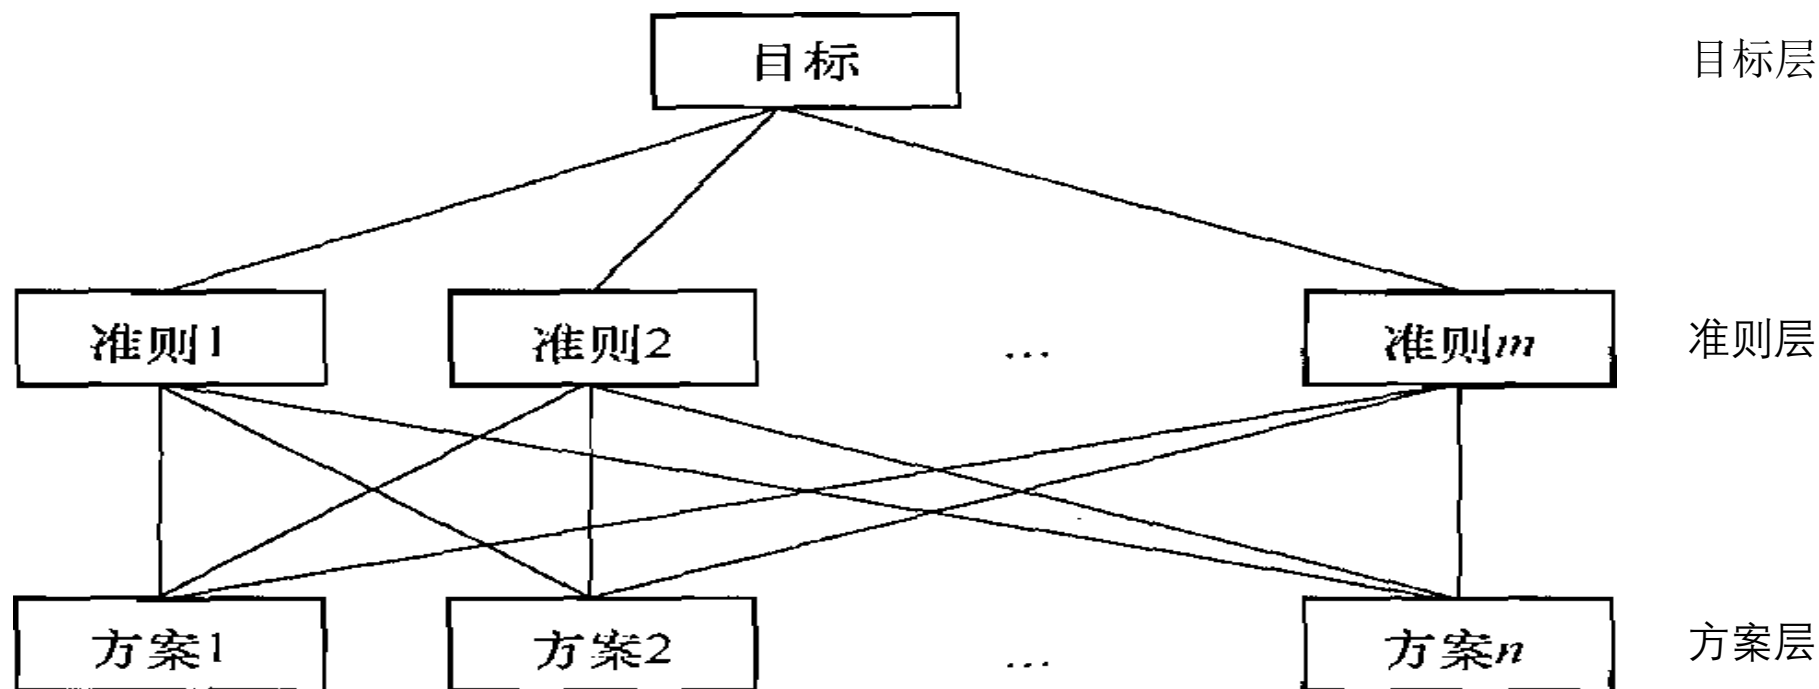 目标 目标层
准则1 准则2 … 准则m 准则层
方案1 方案2 … 方案n 方案层